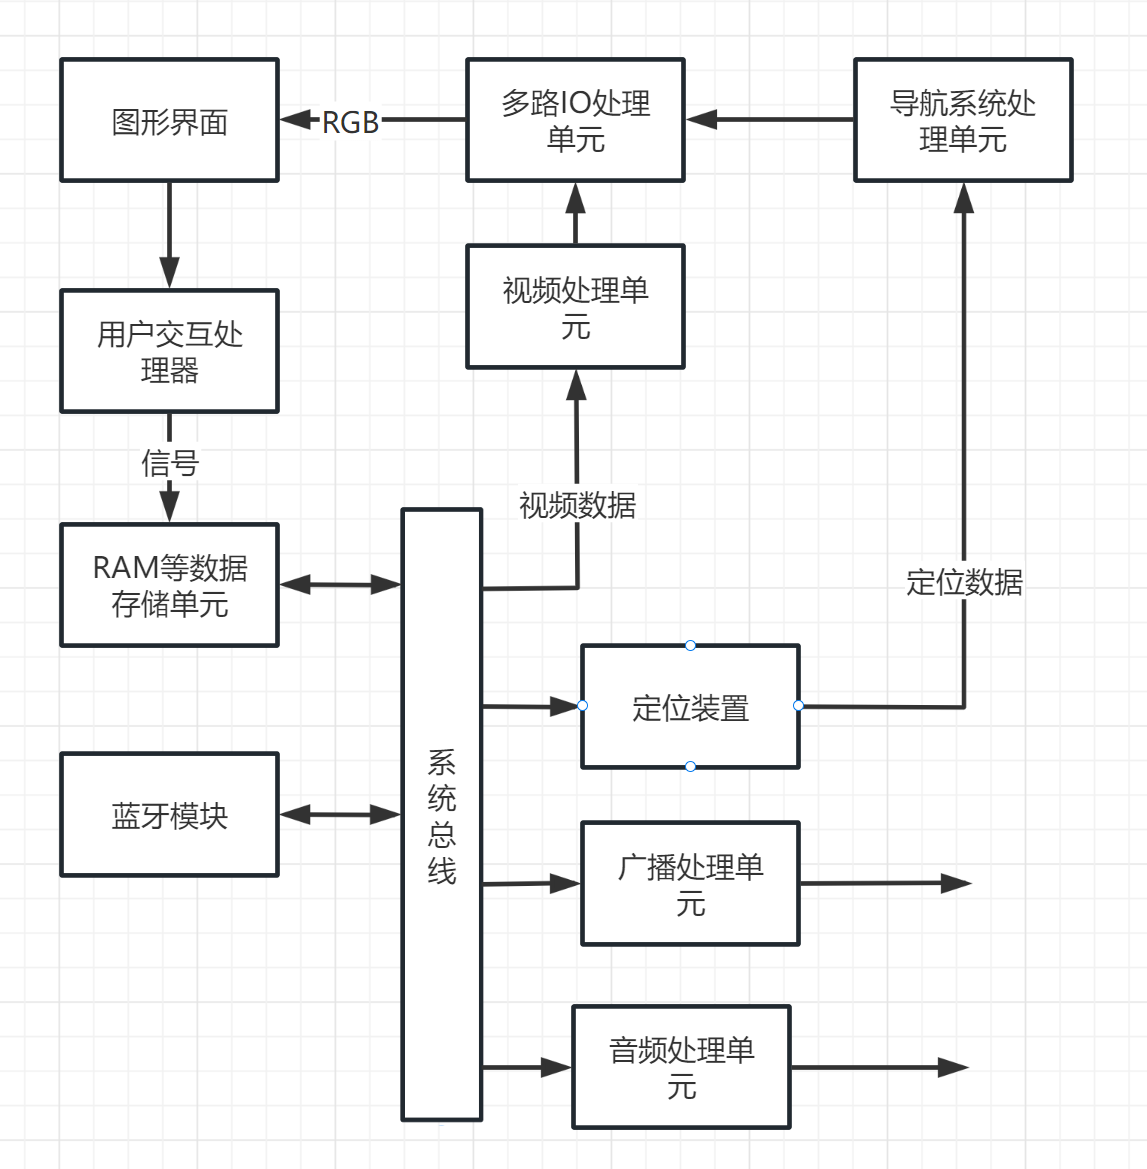 图形界面
RGB
多路IO处理
单元
导航系统处
理单元
视频处理单
元
用户交互处
理器
信号
视频数据
RAM等数据
存储单元
定位数据
定位装置
系
统
总
线
蓝牙模块
广播处理单
元
音频处理单
元